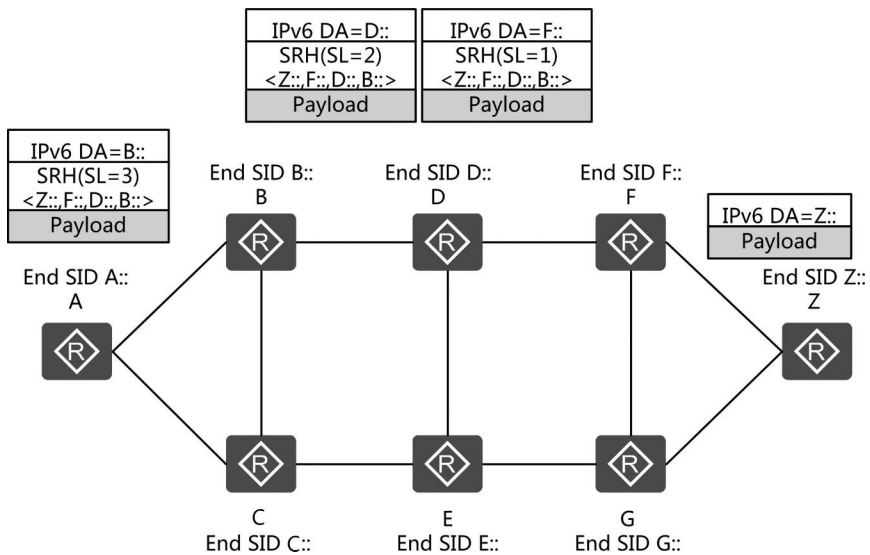 IPv6 DA=D::
SRH(SL=2)
<Z::,F::,D::,B::>
Payload
IPv6 DA=F::
SRH(SL=1)
<Z::,F::,D::,B::>
Payload
IPv6 DA=B::
SRH(SL=3)
<Z::,F::,D::,B::>
Payload
End SID B::
B
End SID D::
D
End SID F::
F
IPv6 DA=Z::
Payload
End SID A::
A
End SID Z::
Z
R
R
R
R
R
R
R
R
C
End SID C::
E
End SID E::
G
End SID G::